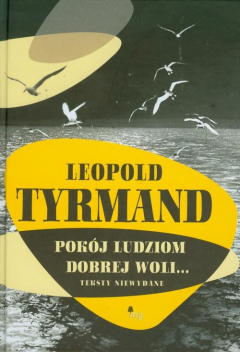 LEOPOLD
TYRMAND
POKÓJ LUDZIOM
DOBREJ WOLI...
TEKSTY NIEWYDANE